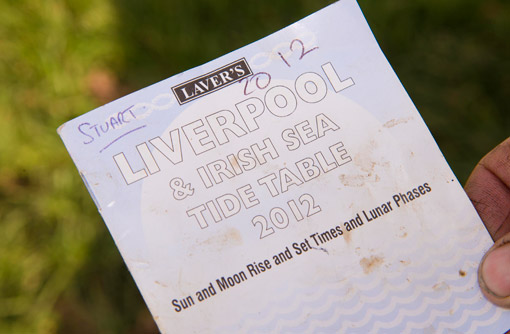 LAVER'S
STUART. 2012
LIVERPOOL
& IRISH SEA
TIDE TABLE
2012
Sun and Moon Rise and Set Times and Lunar Phases